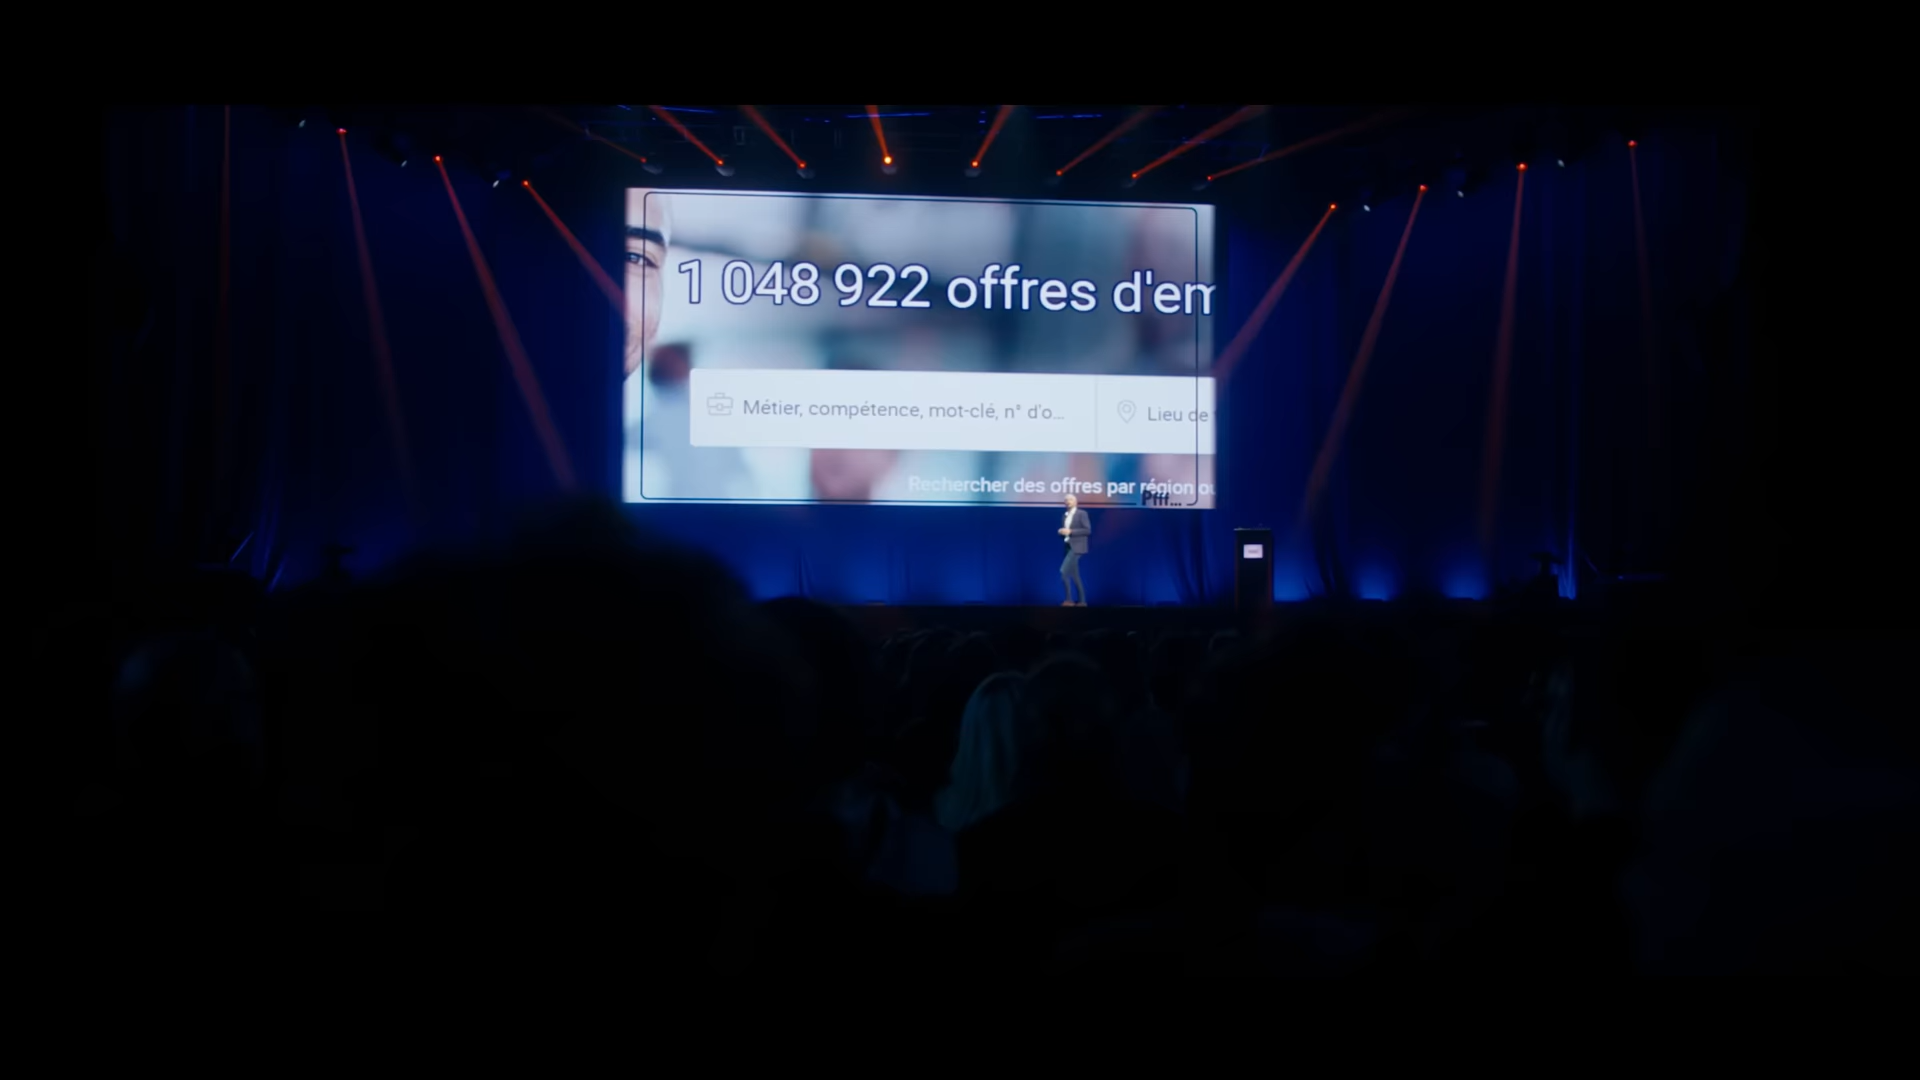 1 048 922 offres d'em
Métier, compétence, mot-clé, n° d'o...
Lieu de
Rechercher des offres par région ou
Pfff...